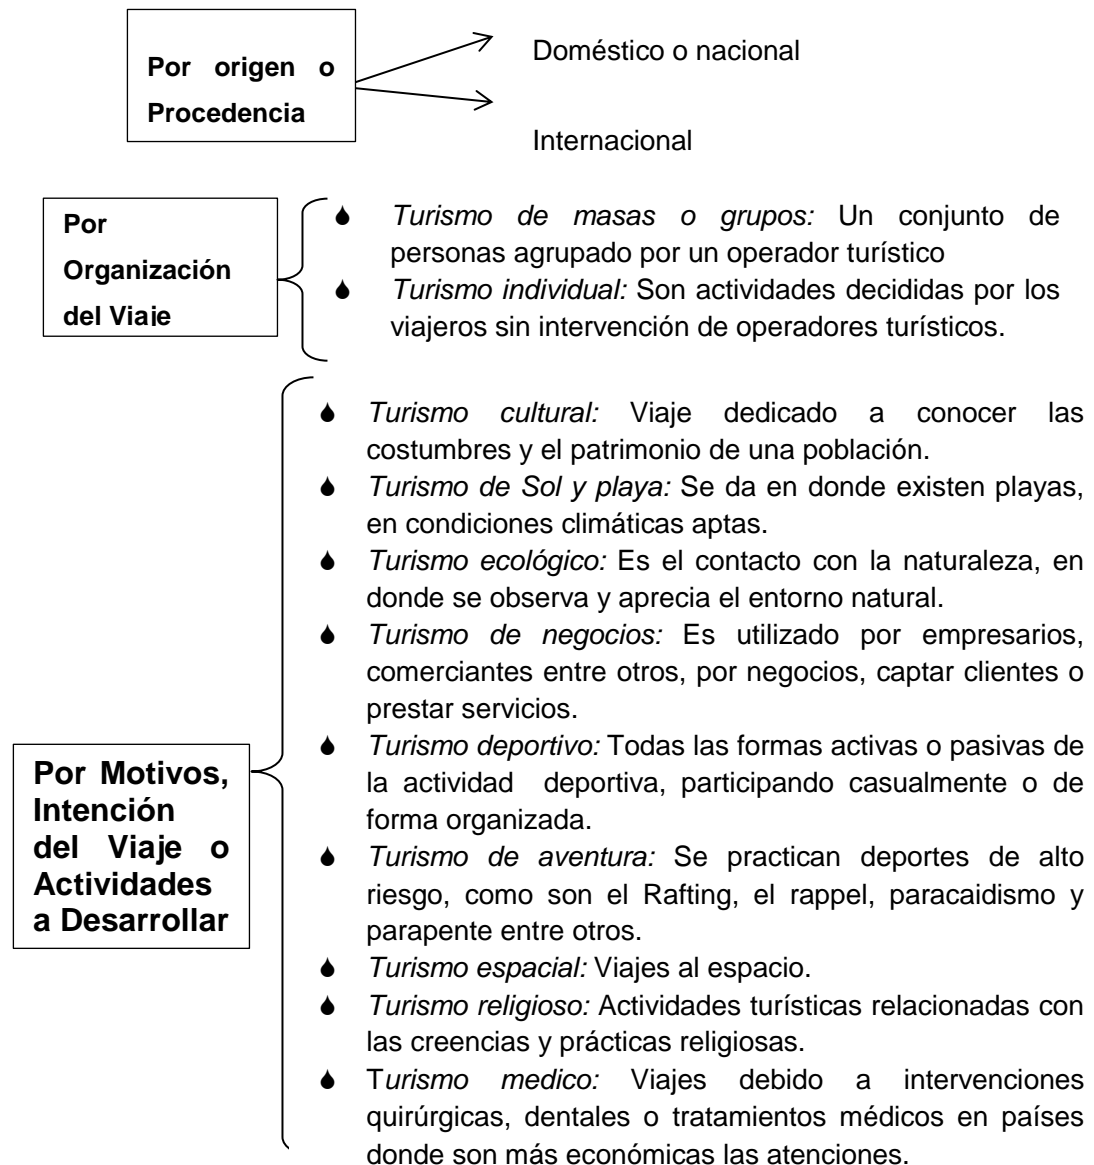 Por origen o
Procedencia
Doméstico o nacional
Internacional
Por
Organización
del Viaje
Turismo de masas o grupos: Un conjunto de
personas agrupado por un operador turístico
Turismo individual: Son actividades decididas por los
viajeros sin intervención de operadores turísticos.
Por Motivos,
Intención
del Viaje o
Actividades
a Desarrollar
Turismo cultural: Viaje dedicado a conocer las
costumbres y el patrimonio de una población.
Turismo de Sol y playa: Se da en donde existen playas,
en condiciones climáticas aptas.
Turismo ecológico: Es el contacto con la naturaleza, en
donde se observa y aprecia el entorno natural.
Turismo de negocios: Es utilizado por empresarios,
comerciantes entre otros, por negocios, captar clientes o
prestar servicios.
Turismo deportivo: Todas las formas activas o pasivas de
la actividad deportiva, participando casualmente o de
forma organizada.
Turismo de aventura: Se practican deportes de alto
riesgo, como son el Rafting, el rappel, paracaidismo y
parapente entre otros.
Turismo espacial: Viajes al espacio.
Turismo religioso: Actividades turísticas relacionadas con
las creencias y prácticas religiosas.
Turismo medico: Viajes debido a intervenciones
quirúrgicas, dentales o tratamientos médicos en países
donde son más económicas las atenciones.